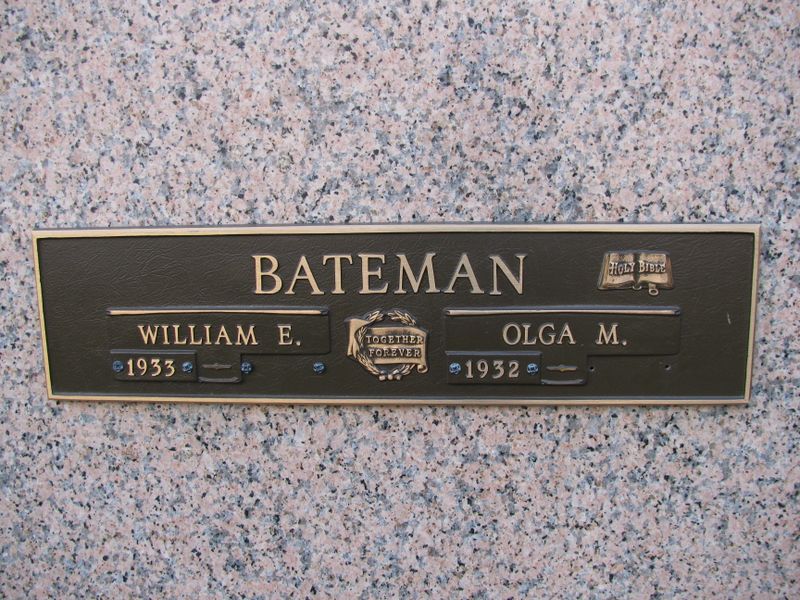 BATEMAN
HOLY BIBLE
WILLIAM E.
1933
TOGETHER
FOREVER
OLGA M.
1932